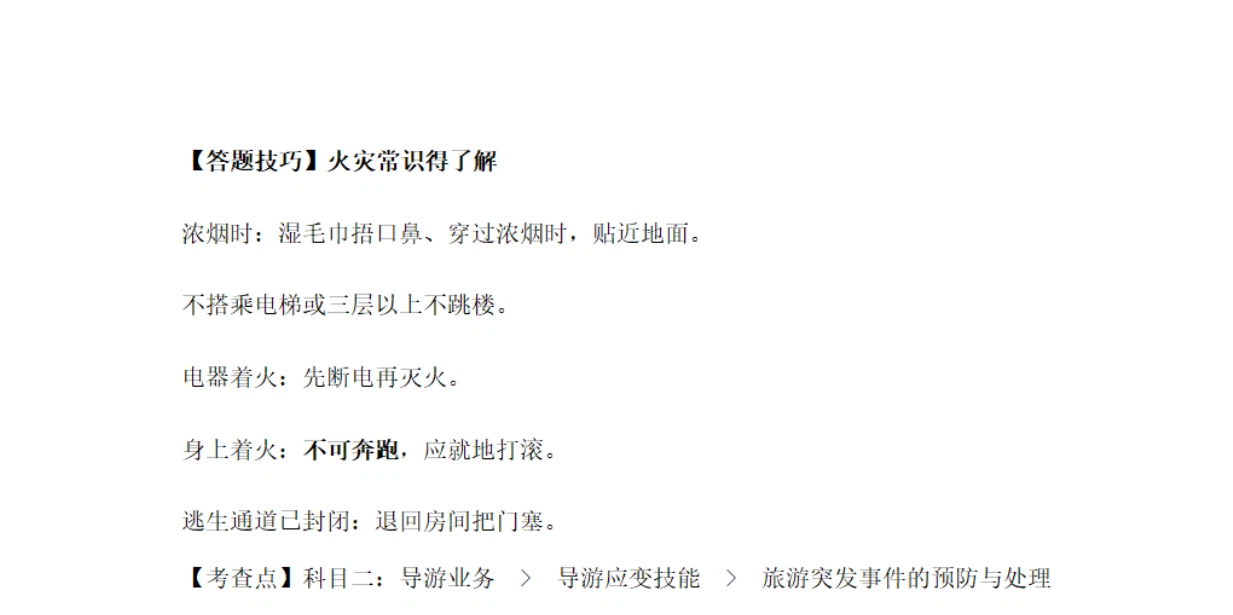 【答题技巧】火灾常识得了解
浓烟时：湿毛巾捂口鼻、穿过浓烟时，贴近地面。
不搭乘电梯或三层以上不跳楼。
电器着火：先断电再灭火。
身上着火：不可奔跑，应就地打滚。
逃生通道已封闭：退回房间把门塞。
【考查点】科目二：导游业务 > 导游应变技能 > 旅游突发事件的预防与处理